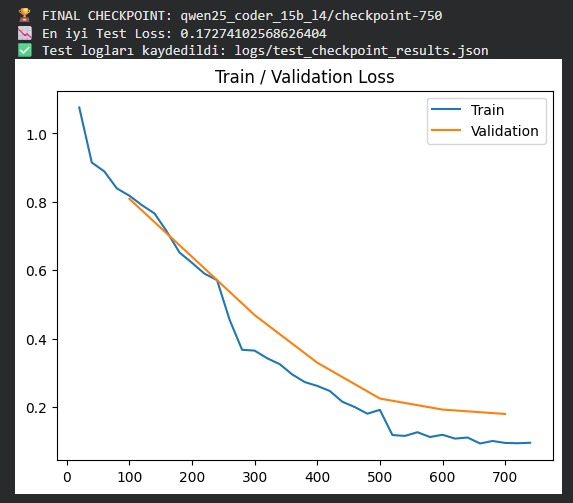 🏆 FINAL CHECKPOINT: qwen25_coder_15b_l4/checkpoint-750
📉 En iyi Test Loss: 0.17274102568626404
✅ Test logları kaydedildi: logs/test_checkpoint_results.json
Train / Validation Loss
Train
Validation
1.0
0.8
0.6
0.4
0.2
0 100 200 300 400 500 600 700